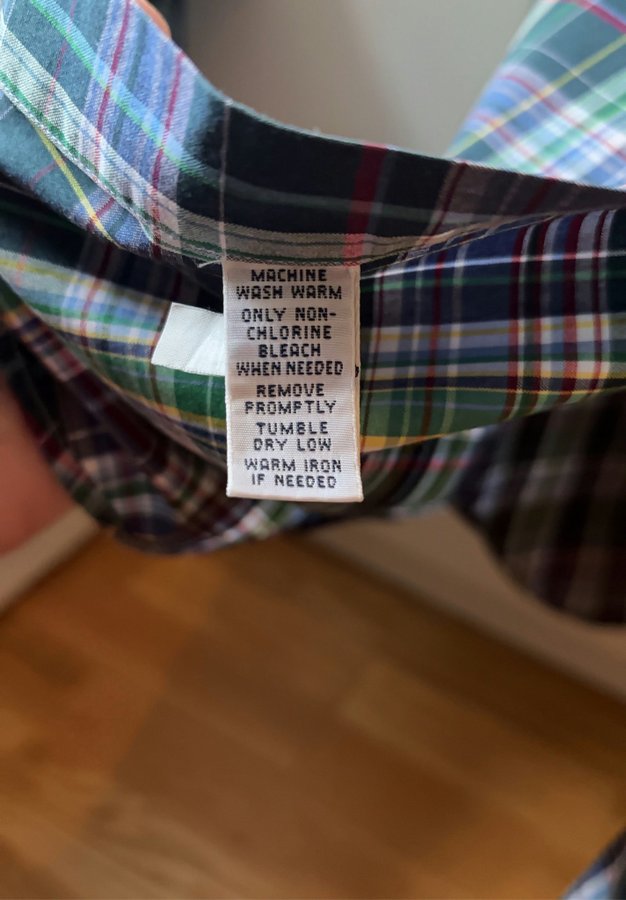 MACHINE
WASH WARM
ONLY NON-
CHLORINE
BLEACH
WHEN NEEDED
REMOVE
PROMPTLY
TUMBLE
DRY LOW
WARM IRON
IF NEEDED